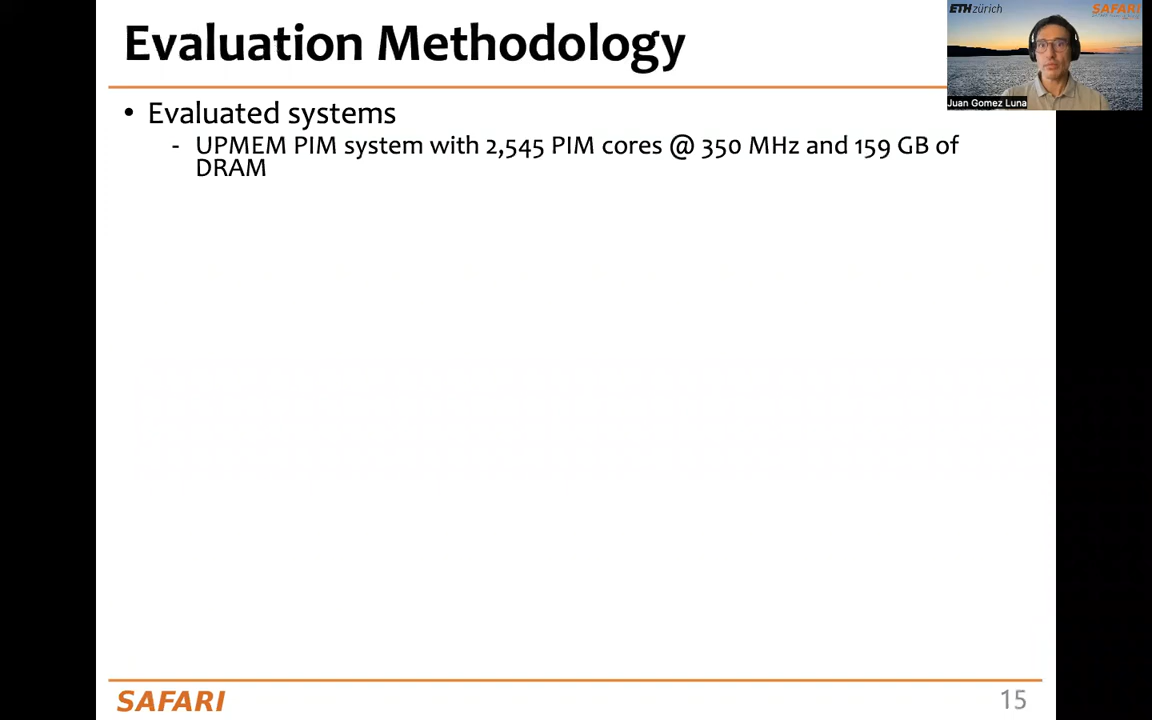 Evaluation Methodology
ETH zürich
SAFARI
Juan Gomez Luna
• Evaluated systems
- UPMEM PIM system with 2,545 PIM cores @ 350 MHz and 159 GB of
DRAM
SAFARI
15